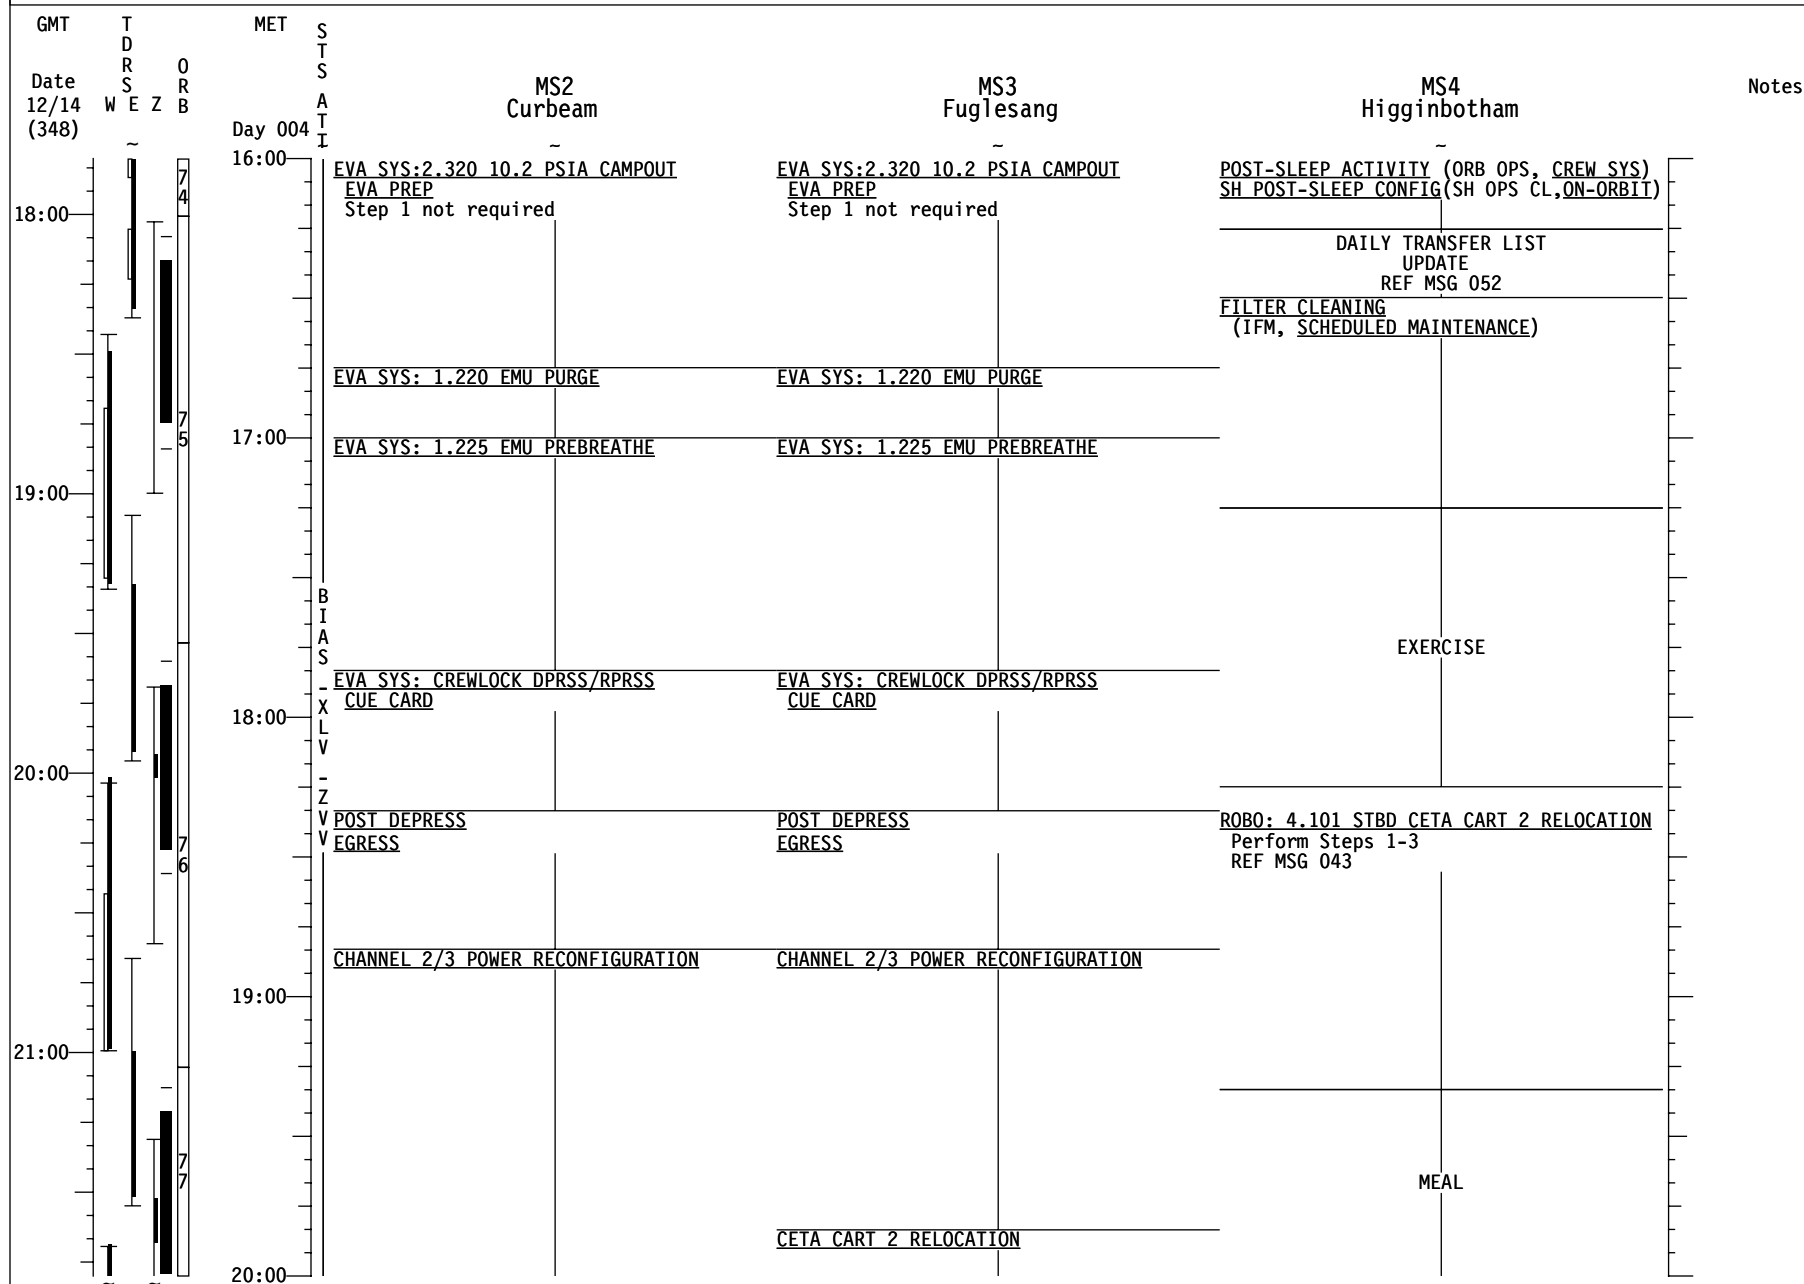 GMT
TDRS
MET
STS ATT
ORB
Date
12/14
(348)
W E Z
Day 004
MS2
Curbeam
MS3
Fuglesang
MS4
Higginbotham
Notes
~
~
~
~
16:00
EVA SYS:2.320 10.2 PSIA CAMPOUT
EVA PREP
Step 1 not required
EVA SYS:2.320 10.2 PSIA CAMPOUT
EVA PREP
Step 1 not required
POST-SLEEP ACTIVITY (ORB OPS, CREW SYS)
SH POST-SLEEP CONFIG(SH OPS CL,ON-ORBIT)
74
18:00
DAILY TRANSFER LIST
UPDATE
REF MSG 052
FILTER CLEANING
(IFM, SCHEDULED MAINTENANCE)
EVA SYS: 1.220 EMU PURGE
EVA SYS: 1.220 EMU PURGE
75
17:00
EVA SYS: 1.225 EMU PREBREATHE
EVA SYS: 1.225 EMU PREBREATHE
19:00
BIAS -XLV -ZVV
EXERCISE
EVA SYS: CREWLOCK DPRSS/RPRSS
CUE CARD
EVA SYS: CREWLOCK DPRSS/RPRSS
CUE CARD
18:00
20:00
POST DEPRESS
EGRESS
POST DEPRESS
EGRESS
ROBO: 4.101 STBD CETA CART 2 RELOCATION
Perform Steps 1-3
REF MSG 043
76
CHANNEL 2/3 POWER RECONFIGURATION
CHANNEL 2/3 POWER RECONFIGURATION
19:00
21:00
77
MEAL
CETA CART 2 RELOCATION
20:00